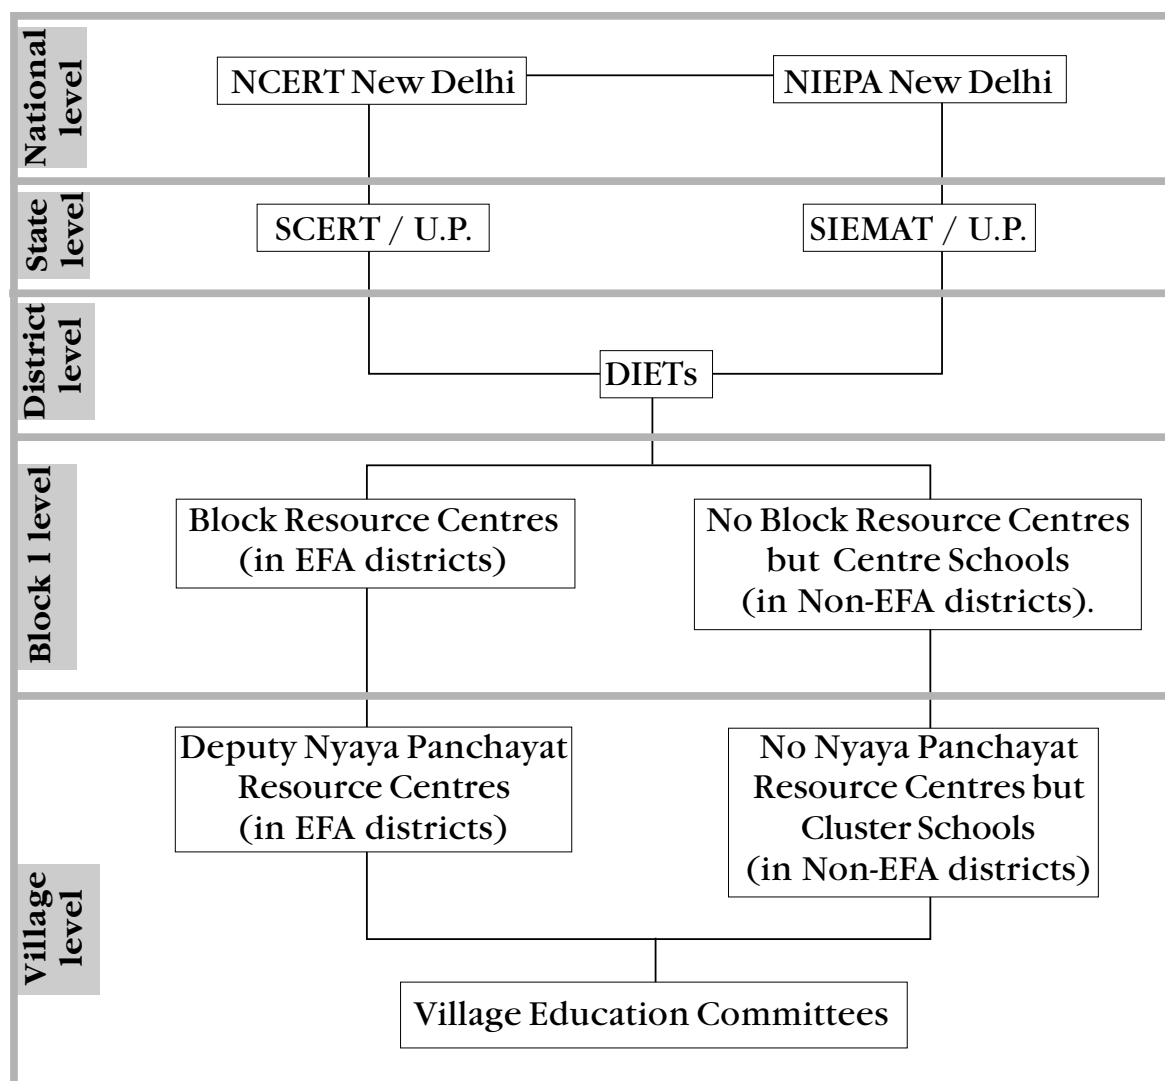 National
level
NCERT New Delhi
NIEPA New Delhi
State
level
SCERT / U.P.
SIEMAT / U.P.
District
level
DIETs
Block 1 level
Block Resource Centres
(in EFA districts)
No Block Resource Centres
but Centre Schools
(in Non-EFA districts).
Village
level
Deputy Nyaya Panchayat
Resource Centres
(in EFA districts)
No Nyaya Panchayat
Resource Centres but
Cluster Schools
(in Non-EFA districts)
Village Education Committees